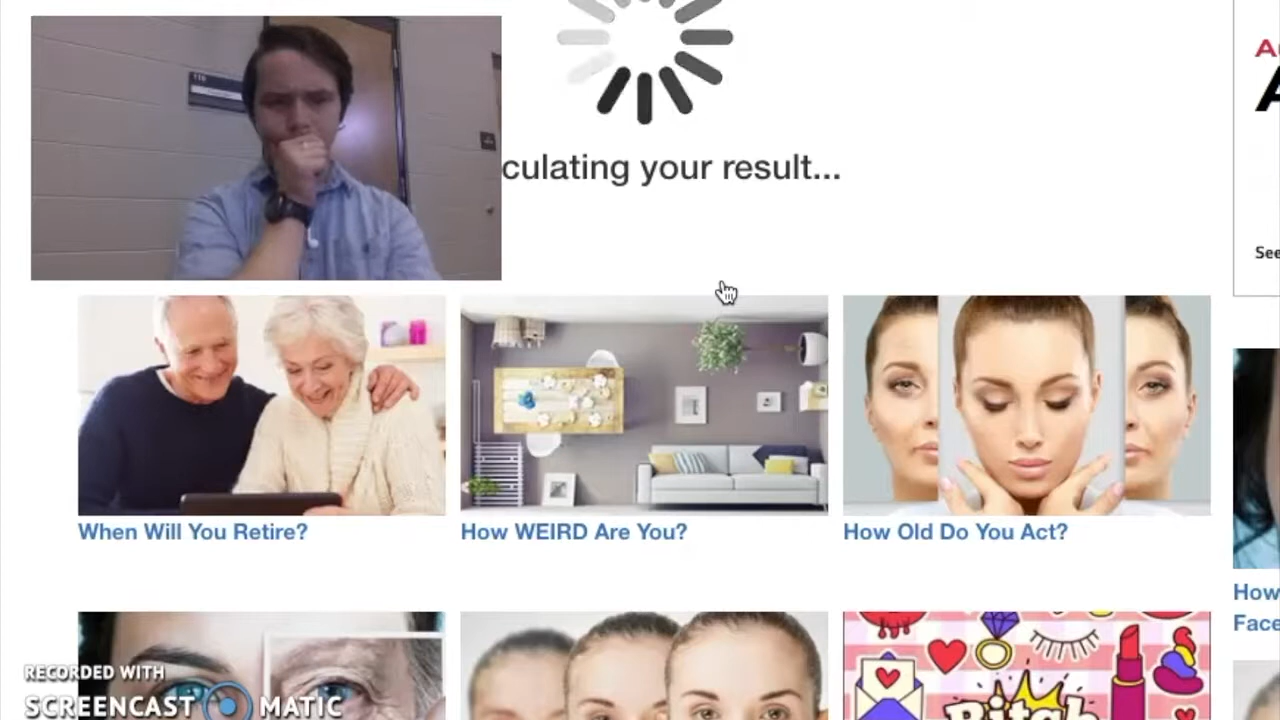 culating your result...
See
When Will You Retire?
How WEIRD Are You?
How Old Do You Act?
How
Face
Bitch
RECORDED WITH
SCREENCAST MATIC